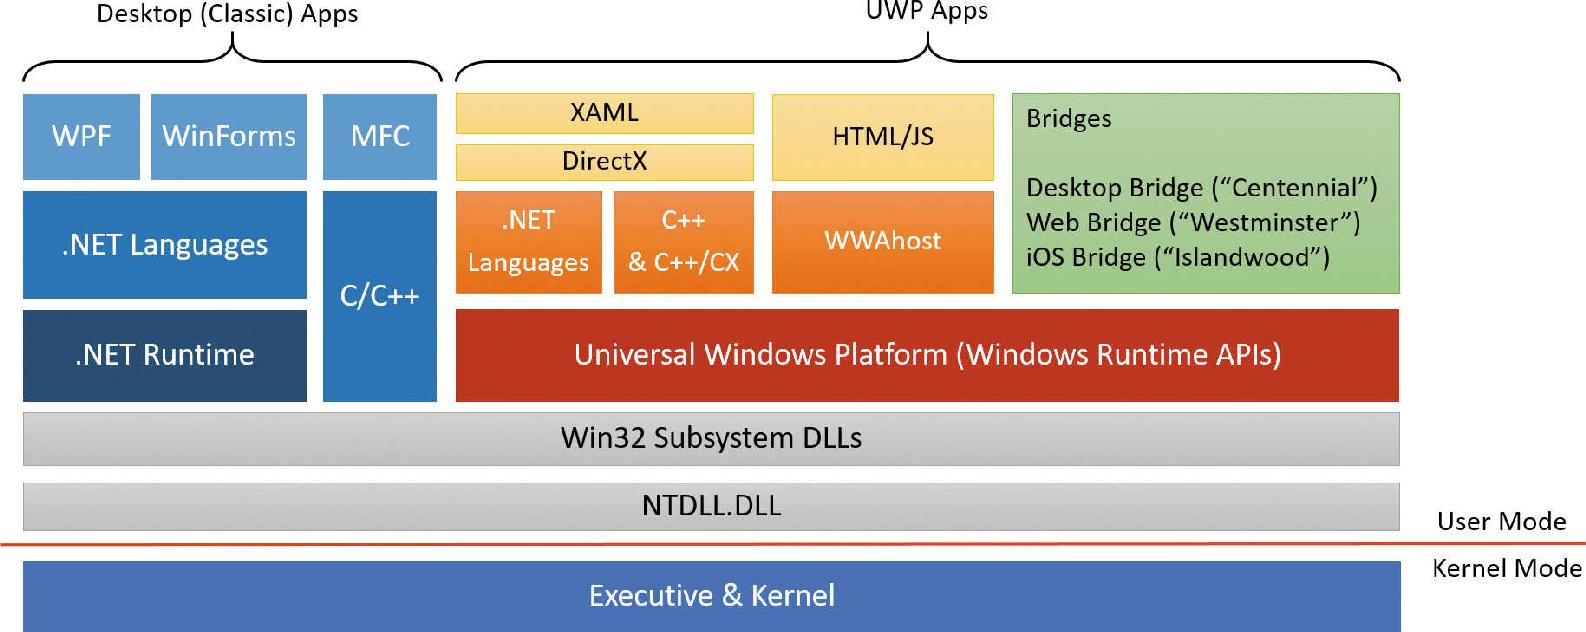 Desktop (Classic) Apps
UWP Apps
WPF
WinForms
MFC
XAML
DirectX
HTML/JS
Bridges
Desktop Bridge (“Centennial”)
Web Bridge (“Westminster”)
iOS Bridge (“Islandwood”)
.NET Languages
C/C++
.NET
Languages
C++
& C++/CX
WWAhost
.NET Runtime
Universal Windows Platform (Windows Runtime APIs)
Win32 Subsystem DLLs
NTDLL.DLL
User Mode
Kernel Mode
Executive & Kernel